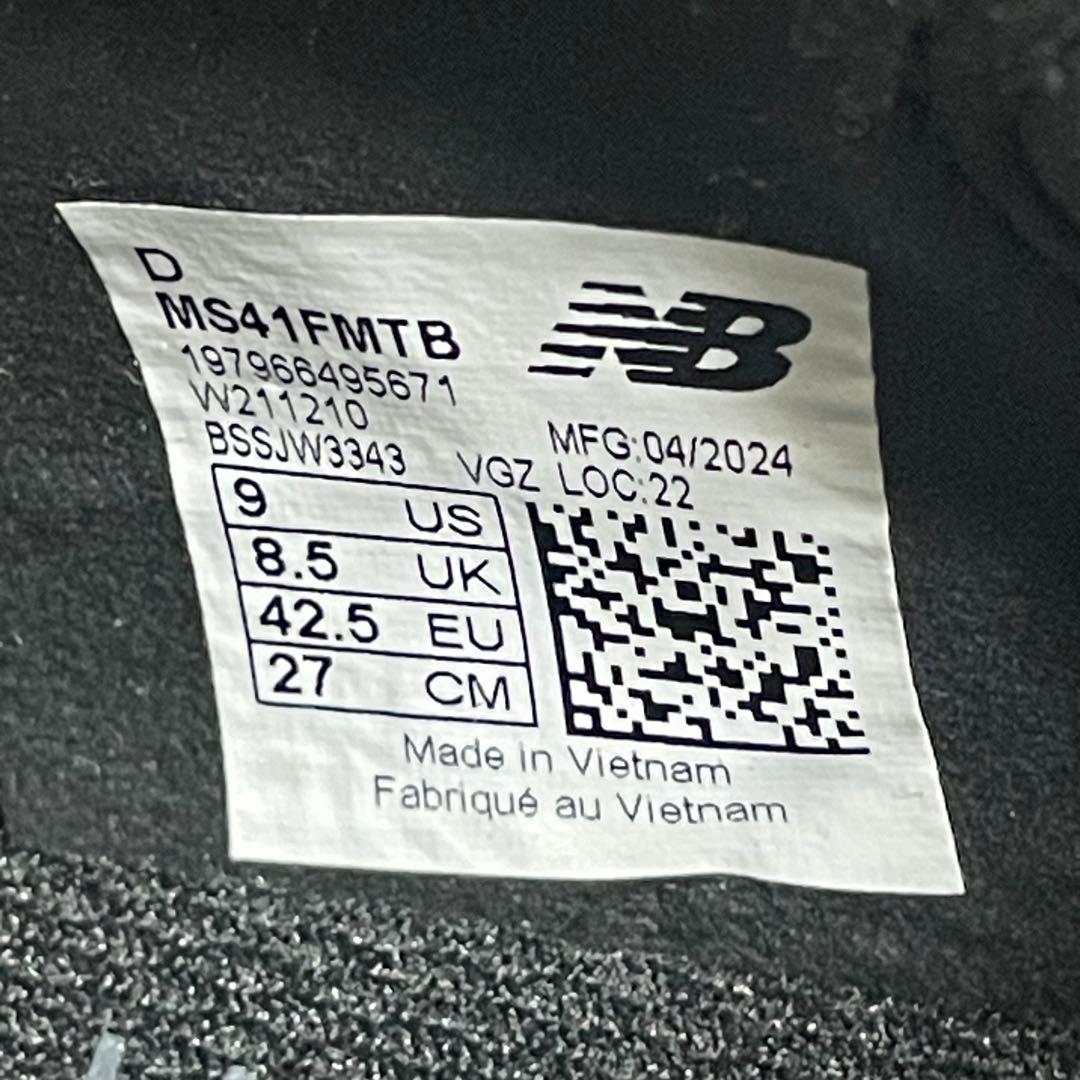 D
MS41FMTB
197966495671
W211210
BSSJW3343
NB
MFG:04/2024
VGZ LOC:22
9 US
8.5 UK
42.5 EU
27 CM
Made in Vietnam
Fabriqué au Vietnam